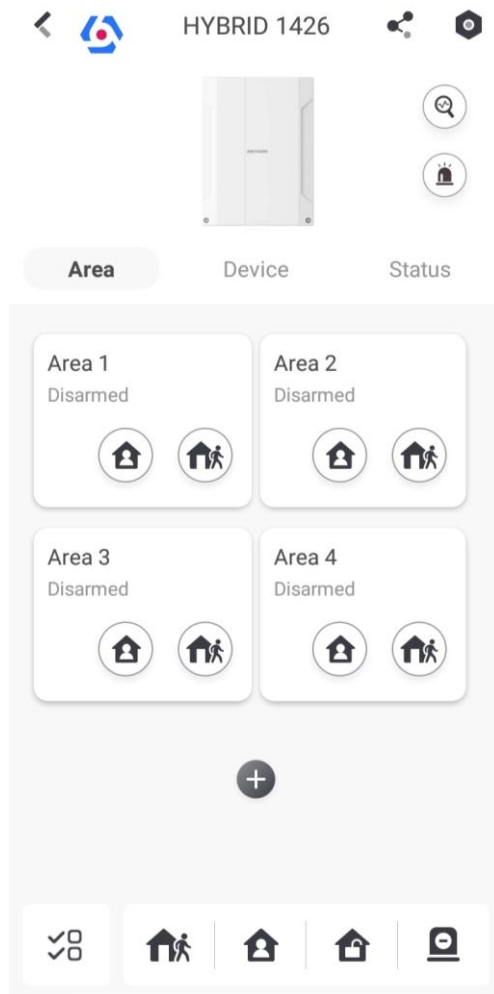 HYBRID 1426
Area Device Status
Area 1 Area 2
Disarmed Disarmed
Area 3 Area 4
Disarmed Disarmed